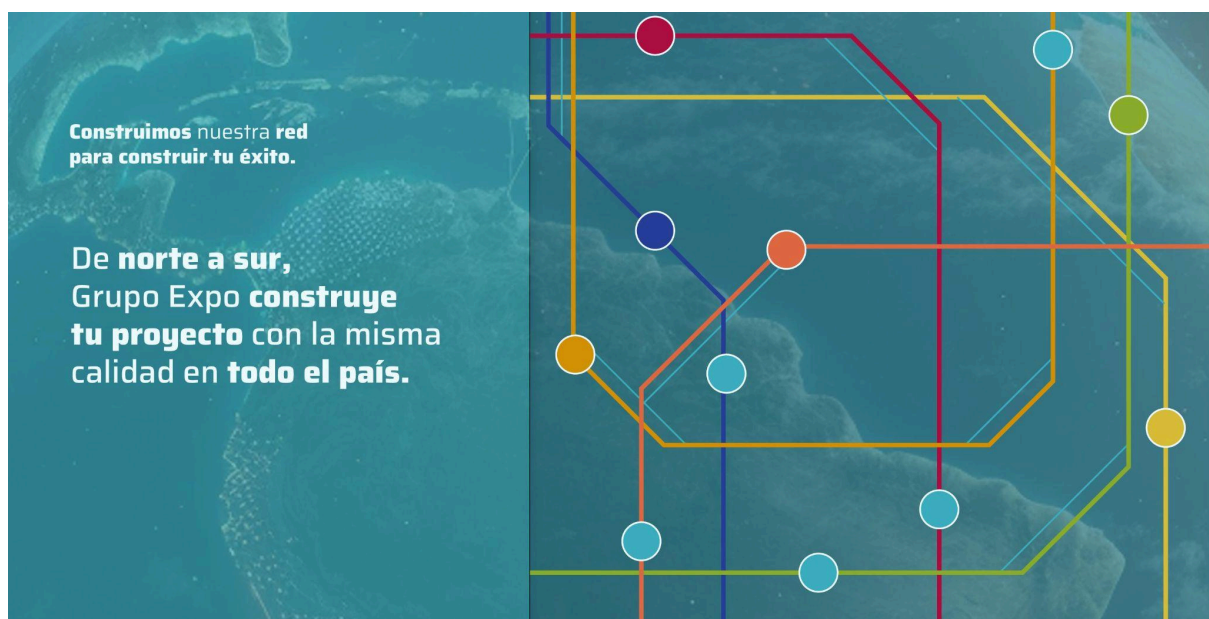 Construimos nuestra red
para construir tu éxito.
De norte a sur,
Grupo Expo construye
tu proyecto con la misma
calidad en todo el país.